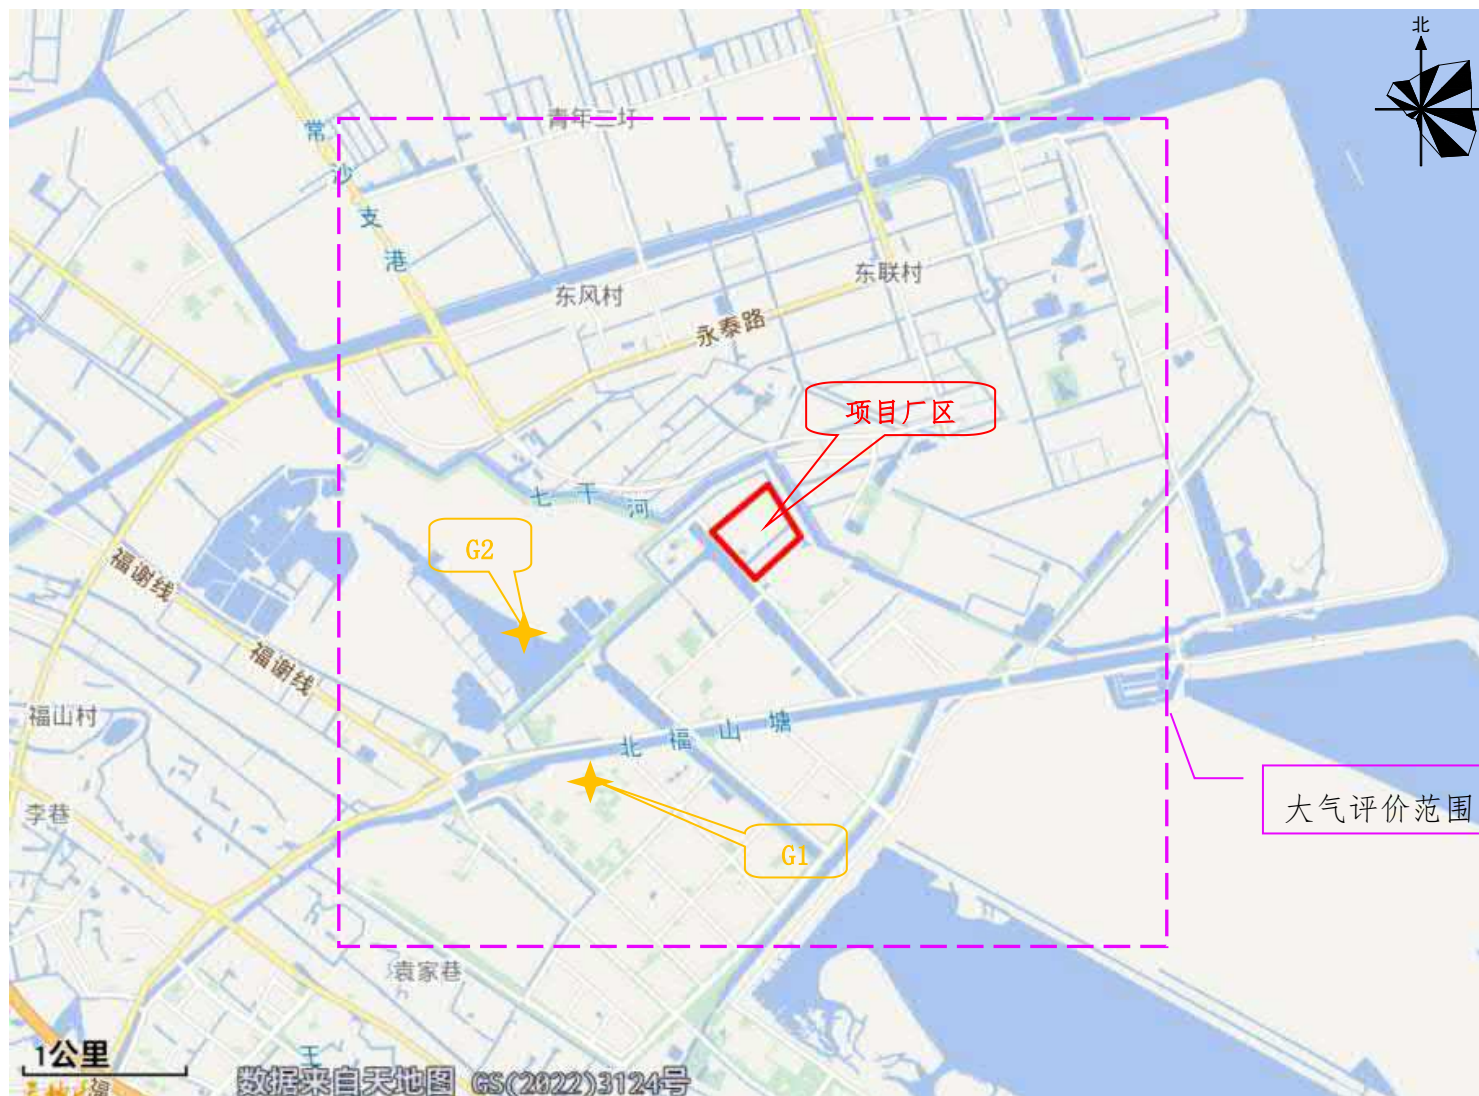 北
青年二圩
常沙支港
东联村
东风村
永泰路
项目厂区
七干河
G2
福谢线
福谢线
福山村
北福山塘
李巷
大气评价范围
G1
袁家巷
1公里
王
数据来自天地图 GS(2022)3124号
福